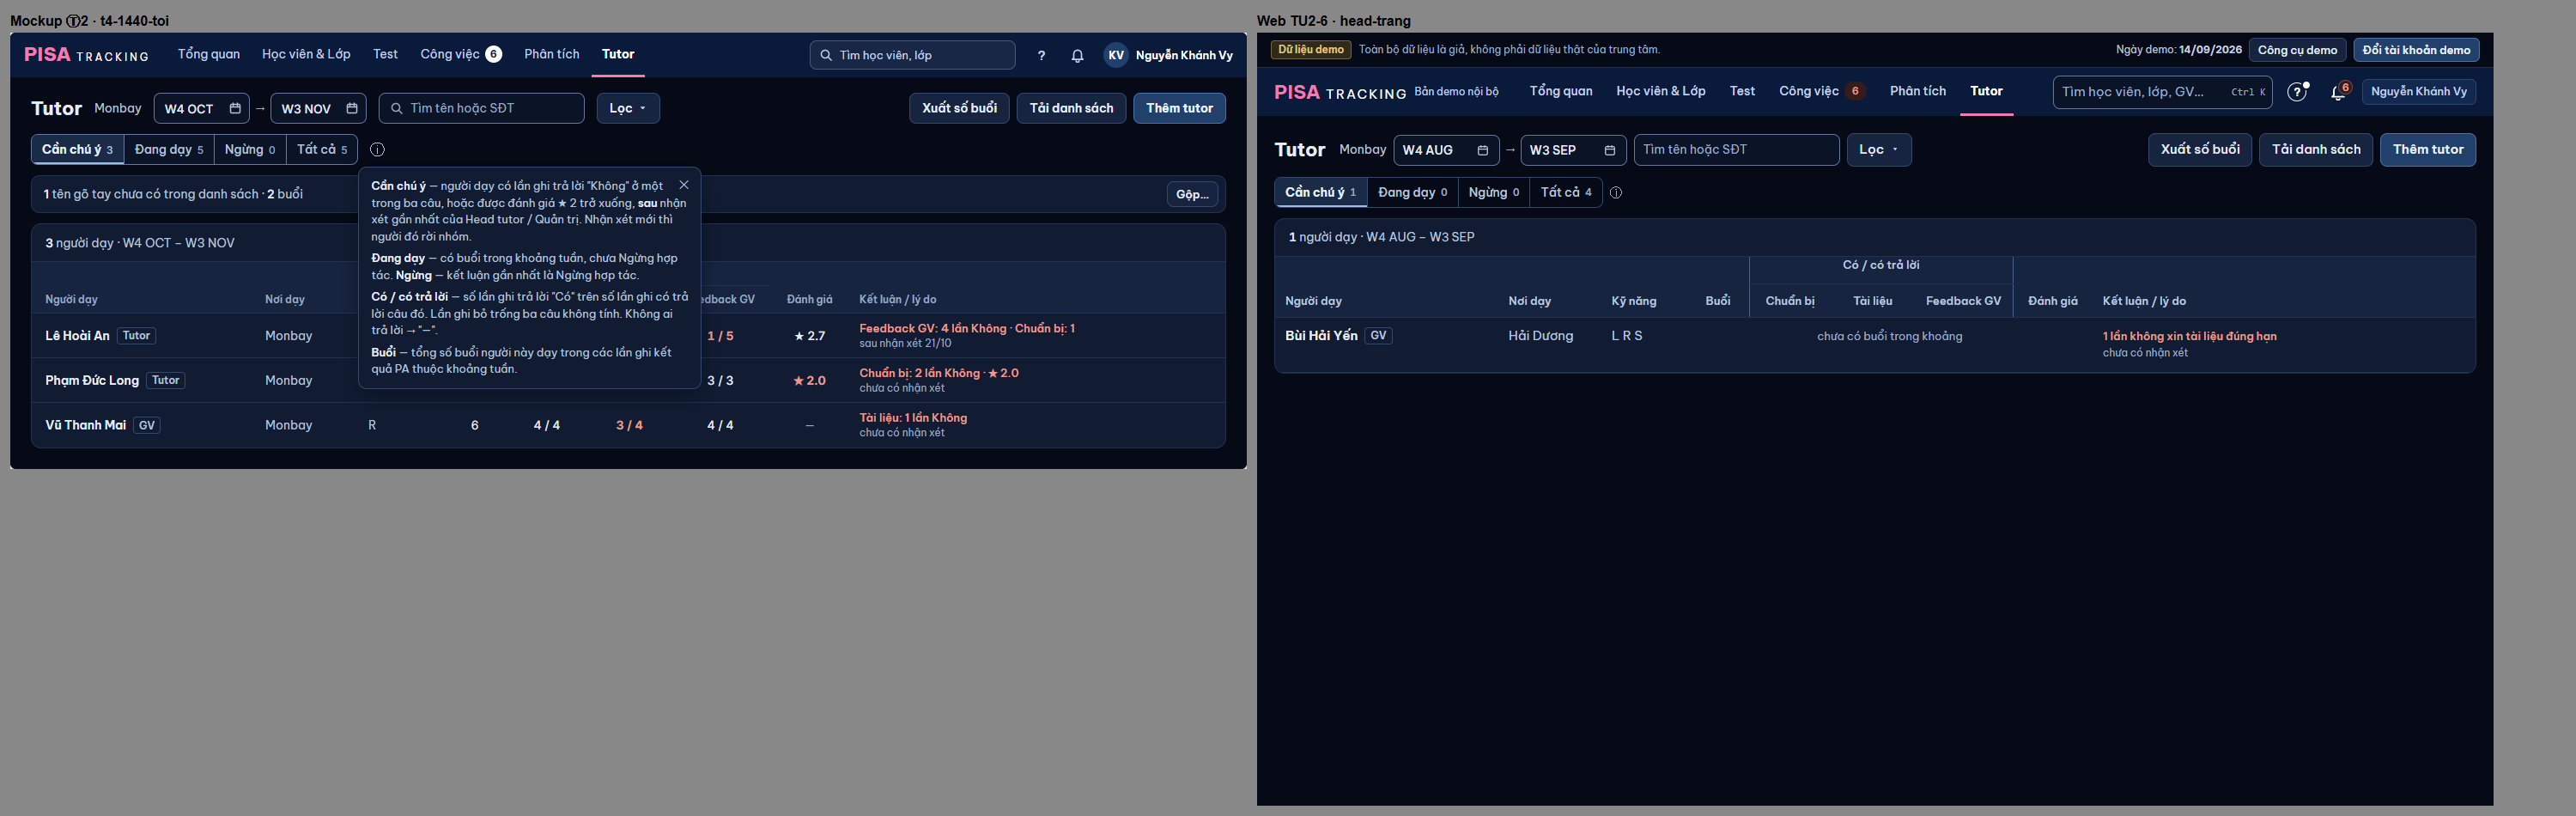 Mockup Ⓣ2 · t4-1440-toi
PISA TRACKING Tổng quan Học viên & Lớp Test Công việc 6 Phân tích Tutor Tìm học viên, lớp ? KV Nguyễn Khánh Vy
Tutor Monbay W4 OCT → W3 NOV Tìm tên hoặc SĐT Lọc Xuất số buổi Tải danh sách Thêm tutor
Cần chú ý 3 Đang dạy 5 Ngừng 0 Tất cả 5
1 tên gõ tay chưa có trong danh sách · 2 buổi Gộp...
3 người dạy · W4 OCT – W3 NOV
Cần chú ý — người dạy có lần ghi trả lời "Không" ở một
trong ba câu, hoặc được đánh giá ★ 2 trở xuống, sau nhận
xét gần nhất của Head tutor / Quản trị. Nhận xét mới thì
người đó rời nhóm.
Đang dạy — có buổi trong khoảng tuần, chưa Ngừng hợp
tác. Ngừng — kết luận gần nhất là Ngừng hợp tác.
Có / có trả lời — số lần ghi trả lời "Có" trên số lần ghi có trả
lời câu đó. Lần ghi bỏ trống ba câu không tính. Không ai
trả lời → "—".
Buổi — tổng số buổi người này dạy trong các lần ghi kết
quả PA thuộc khoảng tuần.
Người dạy Nơi dạy edback GV Đánh giá Kết luận / lý do
Lê Hoài An Tutor Monbay 1 / 5 ★ 2.7 Feedback GV: 4 lần Không · Chuẩn bị: 1
sau nhận xét 21/10
Phạm Đức Long Tutor Monbay 3 / 3 ★ 2.0 Chuẩn bị: 2 lần Không · ★ 2.0
chưa có nhận xét
Vũ Thanh Mai GV Monbay R 6 4 / 4 3 / 4 4 / 4 — Tài liệu: 1 lần Không
chưa có nhận xét
Web TU2-6 · head-trang
Dữ liệu demo Toàn bộ dữ liệu là giả, không phải dữ liệu thật của trung tâm. Ngày demo: 14/09/2026 Công cụ demo Đổi tài khoản demo
PISA TRACKING Bản demo nội bộ Tổng quan Học viên & Lớp Test Công việc 6 Phân tích Tutor Tìm học viên, lớp, GV... Ctrl K ? 6 Nguyễn Khánh Vy
Tutor Monbay W4 AUG → W3 SEP Tìm tên hoặc SĐT Lọc Xuất số buổi Tải danh sách Thêm tutor
Cần chú ý 1 Đang dạy 0 Ngừng 0 Tất cả 4
1 người dạy · W4 AUG – W3 SEP
Có / có trả lời
Người dạy Nơi dạy Kỹ năng Buổi Chuẩn bị Tài liệu Feedback GV Đánh giá Kết luận / lý do
Bùi Hải Yến GV Hải Dương L R S chưa có buổi trong khoảng 1 lần không xin tài liệu đúng hạn
chưa có nhận xét